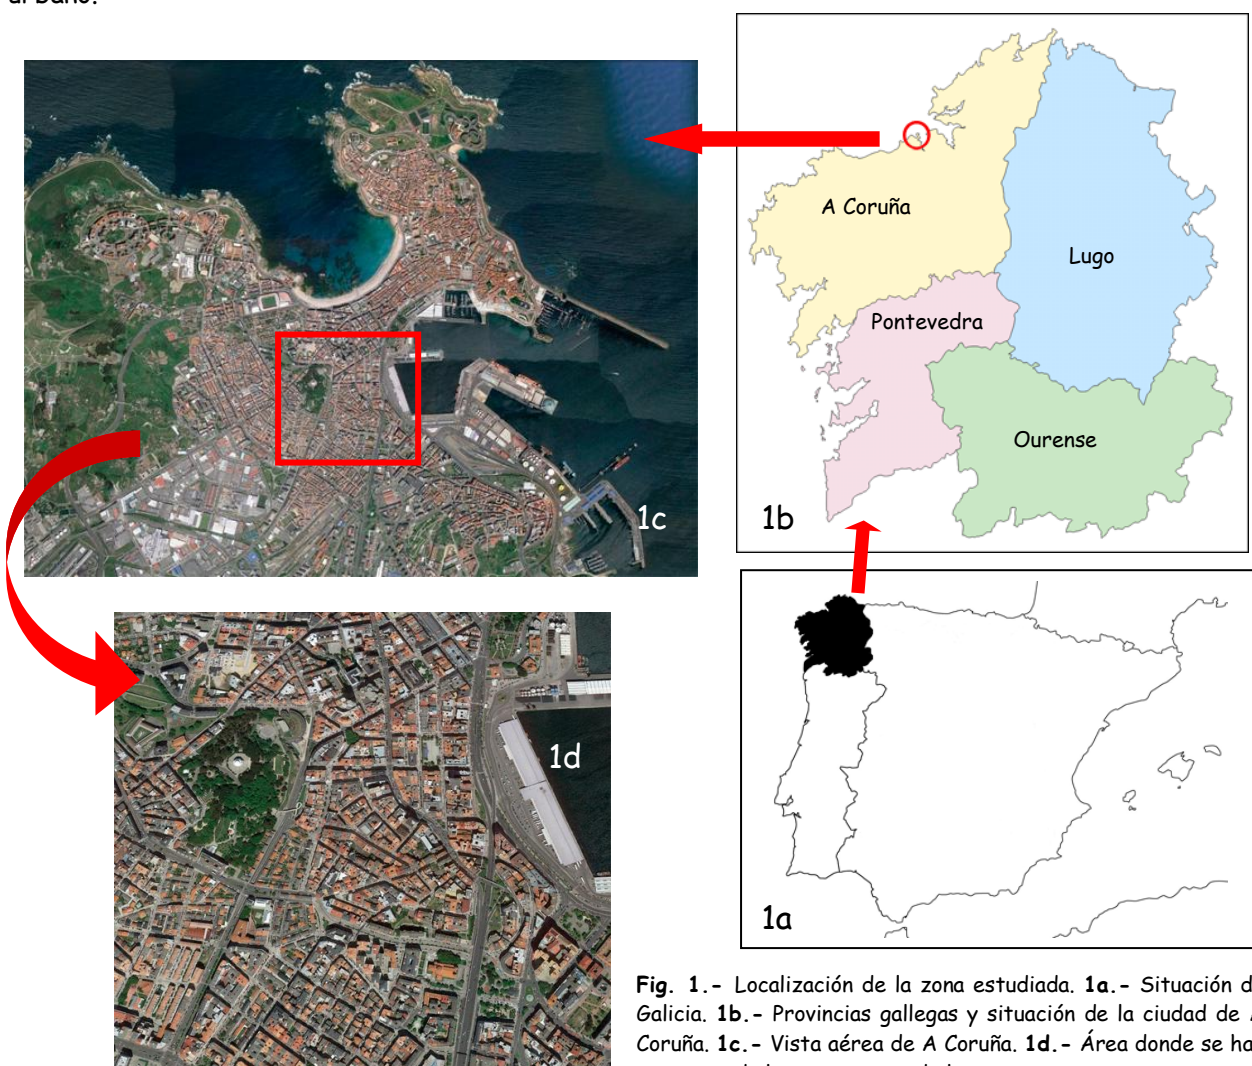 urbano.
A Coruña
Lugo
Pontevedra
Ourense
1b
1c
1d
1a
Fig. 1.- Localización de la zona estudiada. 1a.- Situación
Galicia. 1b.- Provincias gallegas y situación de la ciudad de
Coruña. 1c.- Vista aérea de A Coruña. 1d.- Área donde se ha